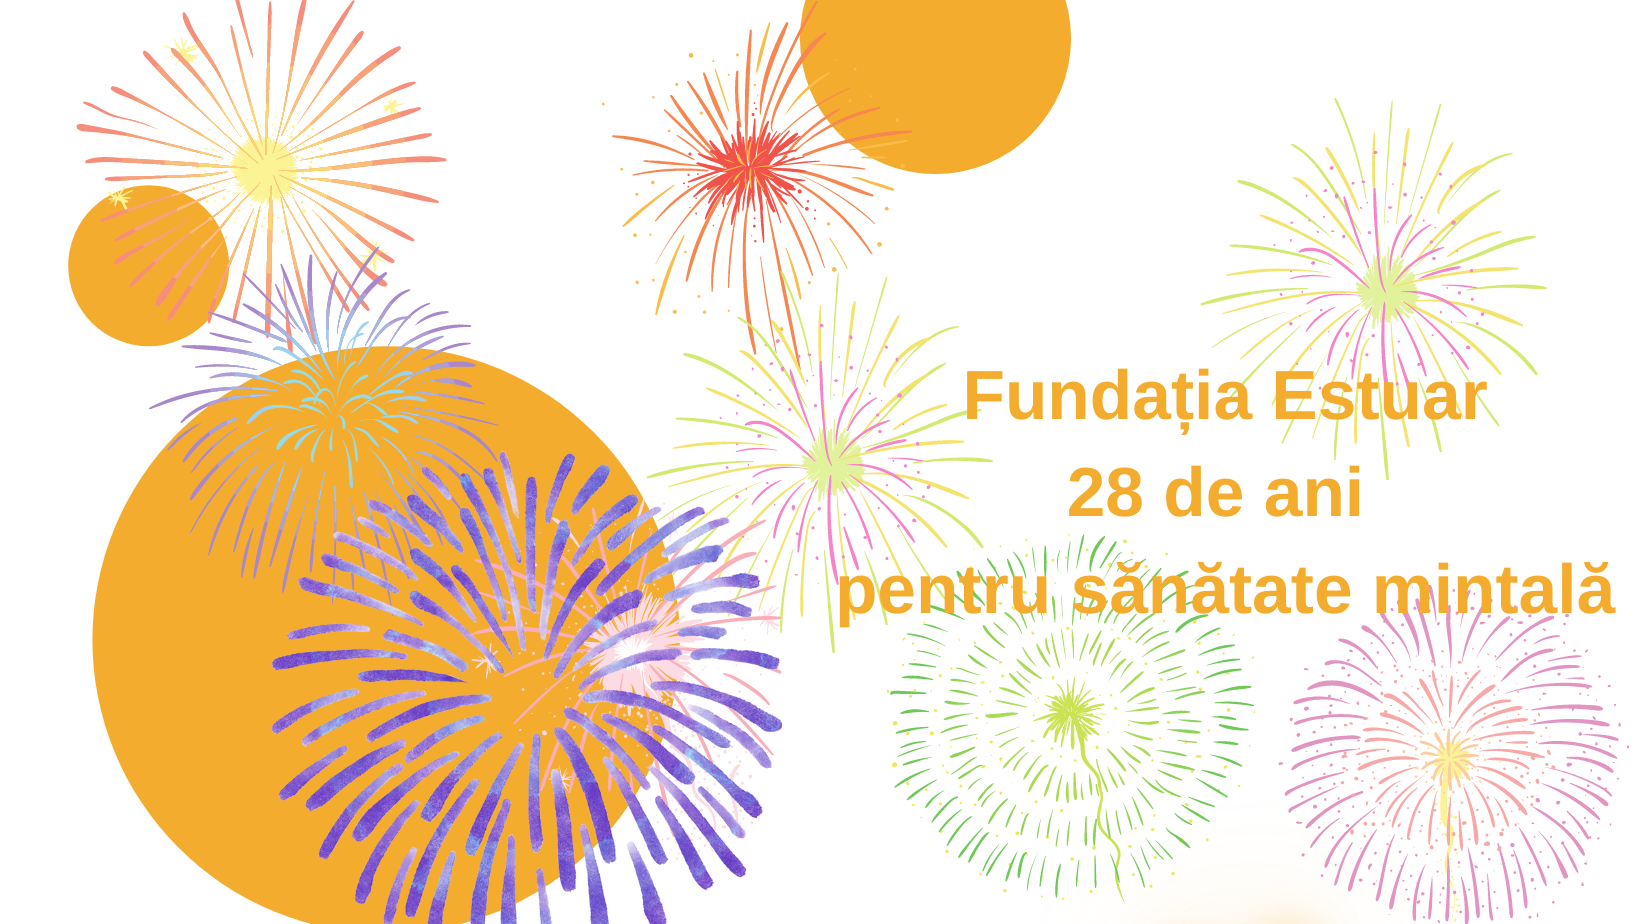 Fundația Estuar
28 de ani
pentru sănătate mintală